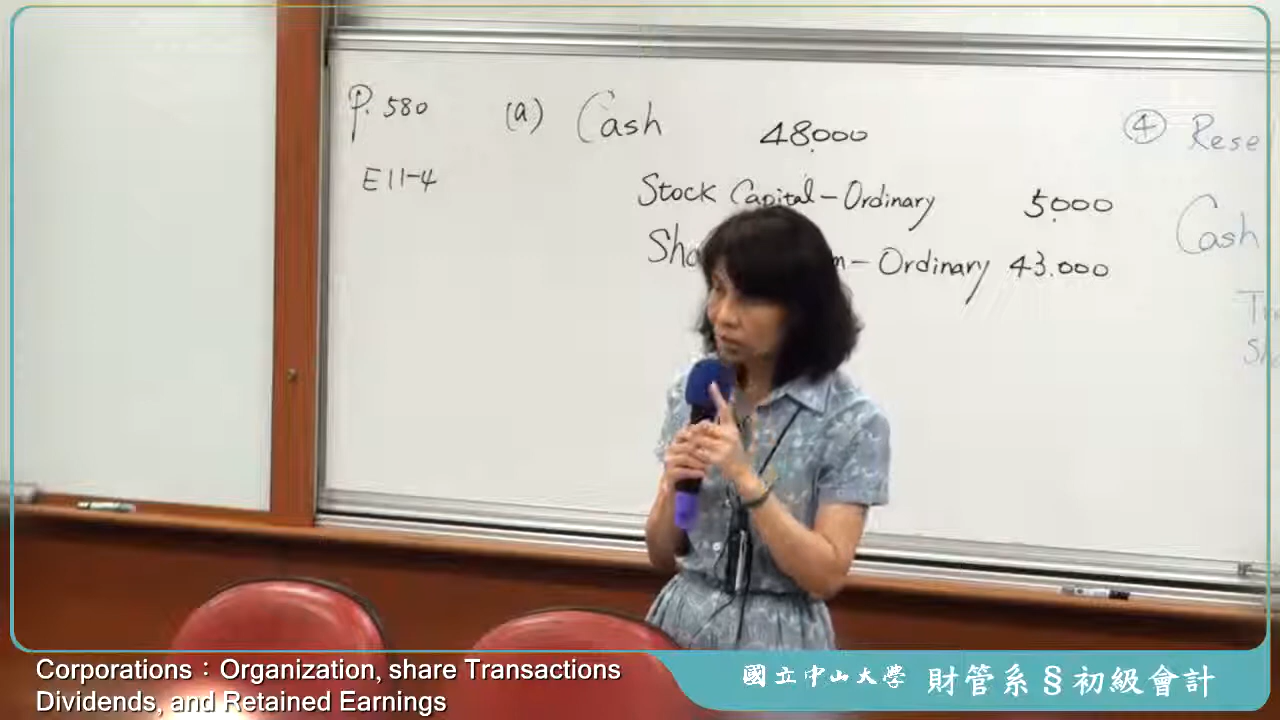 P. 580
E11-4
(a) Cash 48,000
Stock Capital - Ordinary 5,000
Sha m - Ordinary 43,000
④ Rese
Cash
Corporations：Organization, share Transactions
Dividends, and Retained Earnings
國立中山大學 財管系§初級會計